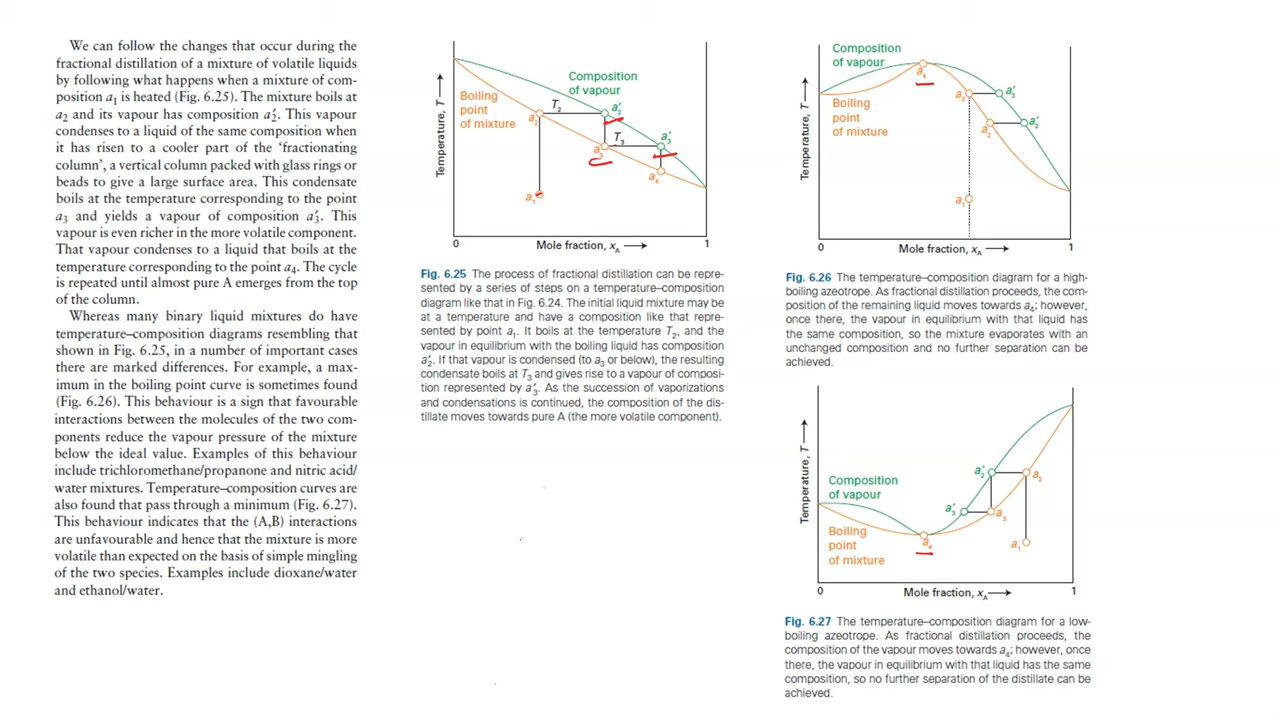 We can follow the changes that occur during the
fractional distillation of a mixture of volatile liquids
by following what happens when a mixture of com-
position a₁ is heated (Fig. 6.25). The mixture boils at
a₂ and its vapour has composition a₂′. This vapour
condenses to a liquid of the same composition when
it has risen to a cooler part of the ‘fractionating
column’, a vertical column packed with glass rings or
beads to give a large surface area. This condensate
boils at the temperature corresponding to the point
a₃ and yields a vapour of composition a₃′. This
vapour is even richer in the more volatile component.
That vapour condenses to a liquid that boils at the
temperature corresponding to the point a₄. The cycle
is repeated until almost pure A emerges from the top
of the column.
Whereas many binary liquid mixtures do have
temperature–composition diagrams resembling that
shown in Fig. 6.25, in a number of important cases
there are marked differences. For example, a max-
imum in the boiling point curve is sometimes found
(Fig. 6.26). This behaviour is a sign that favourable
interactions between the molecules of the two com-
ponents reduce the vapour pressure of the mixture
below the ideal value. Examples of this behaviour
include trichloromethane/propanone and nitric acid/
water mixtures. Temperature–composition curves are
also found that pass through a minimum (Fig. 6.27).
This behaviour indicates that the (A,B) interactions
are unfavourable and hence that the mixture is more
volatile than expected on the basis of simple mingling
of the two species. Examples include dioxane/water
and ethanol/water.
Temperature, T
Composition
of vapour
Boiling
point
of mixture
T₂
a₂
a₂′
T₃
a₃
a₃′
a₄
a₁
0
Mole fraction, x_A
1
Fig. 6.25 The process of fractional distillation can be repre-
sented by a series of steps on a temperature–composition
diagram like that in Fig. 6.24. The initial liquid mixture may be
at a temperature and have a composition like that repre-
sented by point a₁. It boils at the temperature T₂, and the
vapour in equilibrium with the boiling liquid has composition
a₂′. If that vapour is condensed (to a₃ or below), the resulting
condensate boils at T₃ and gives rise to a vapour of composi-
tion represented by a₃′. As the succession of vaporizations
and condensations is continued, the composition of the dis-
tillate moves towards pure A (the more volatile component).
Temperature, T
Composition
of vapour
Boiling
point
of mixture
a₄
a₃
a₃′
a₂
a₂′
a₁
0
Mole fraction, x_A
1
Fig. 6.26 The temperature–composition diagram for a high-
boiling azeotrope. As fractional distillation proceeds, the com-
position of the remaining liquid moves towards a₄; however,
once there, the vapour in equilibrium with that liquid has
the same composition, so the mixture evaporates with an
unchanged composition and no further separation can be
achieved.
Temperature, T
Composition
of vapour
Boiling
point
of mixture
a₂′
a₂
a₃′
a₃
a₄
a₁
0
Mole fraction, x_A
1
Fig. 6.27 The temperature–composition diagram for a low-
boiling azeotrope. As fractional distillation proceeds, the
composition of the vapour moves towards a₄; however, once
there, the vapour in equilibrium with that liquid has the same
composition, so no further separation of the distillate can be
achieved.